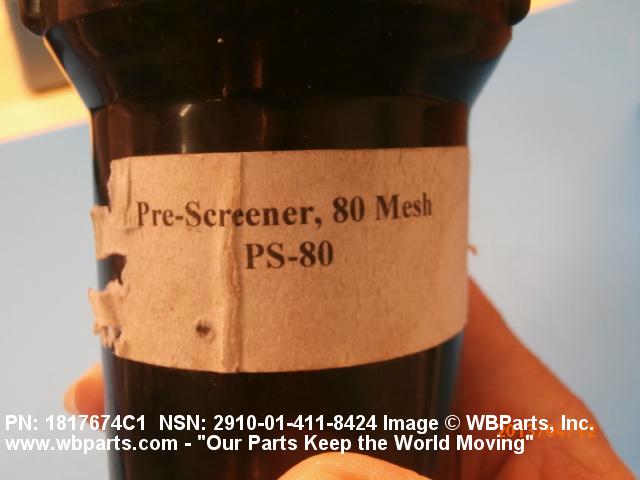 Pre-Screener, 80 Mesh
PS-80
PN: 1817674C1 NSN: 2910-01-411-8424 Image © WBParts, Inc.
www.wbparts.com - "Our Parts Keep the World Moving"